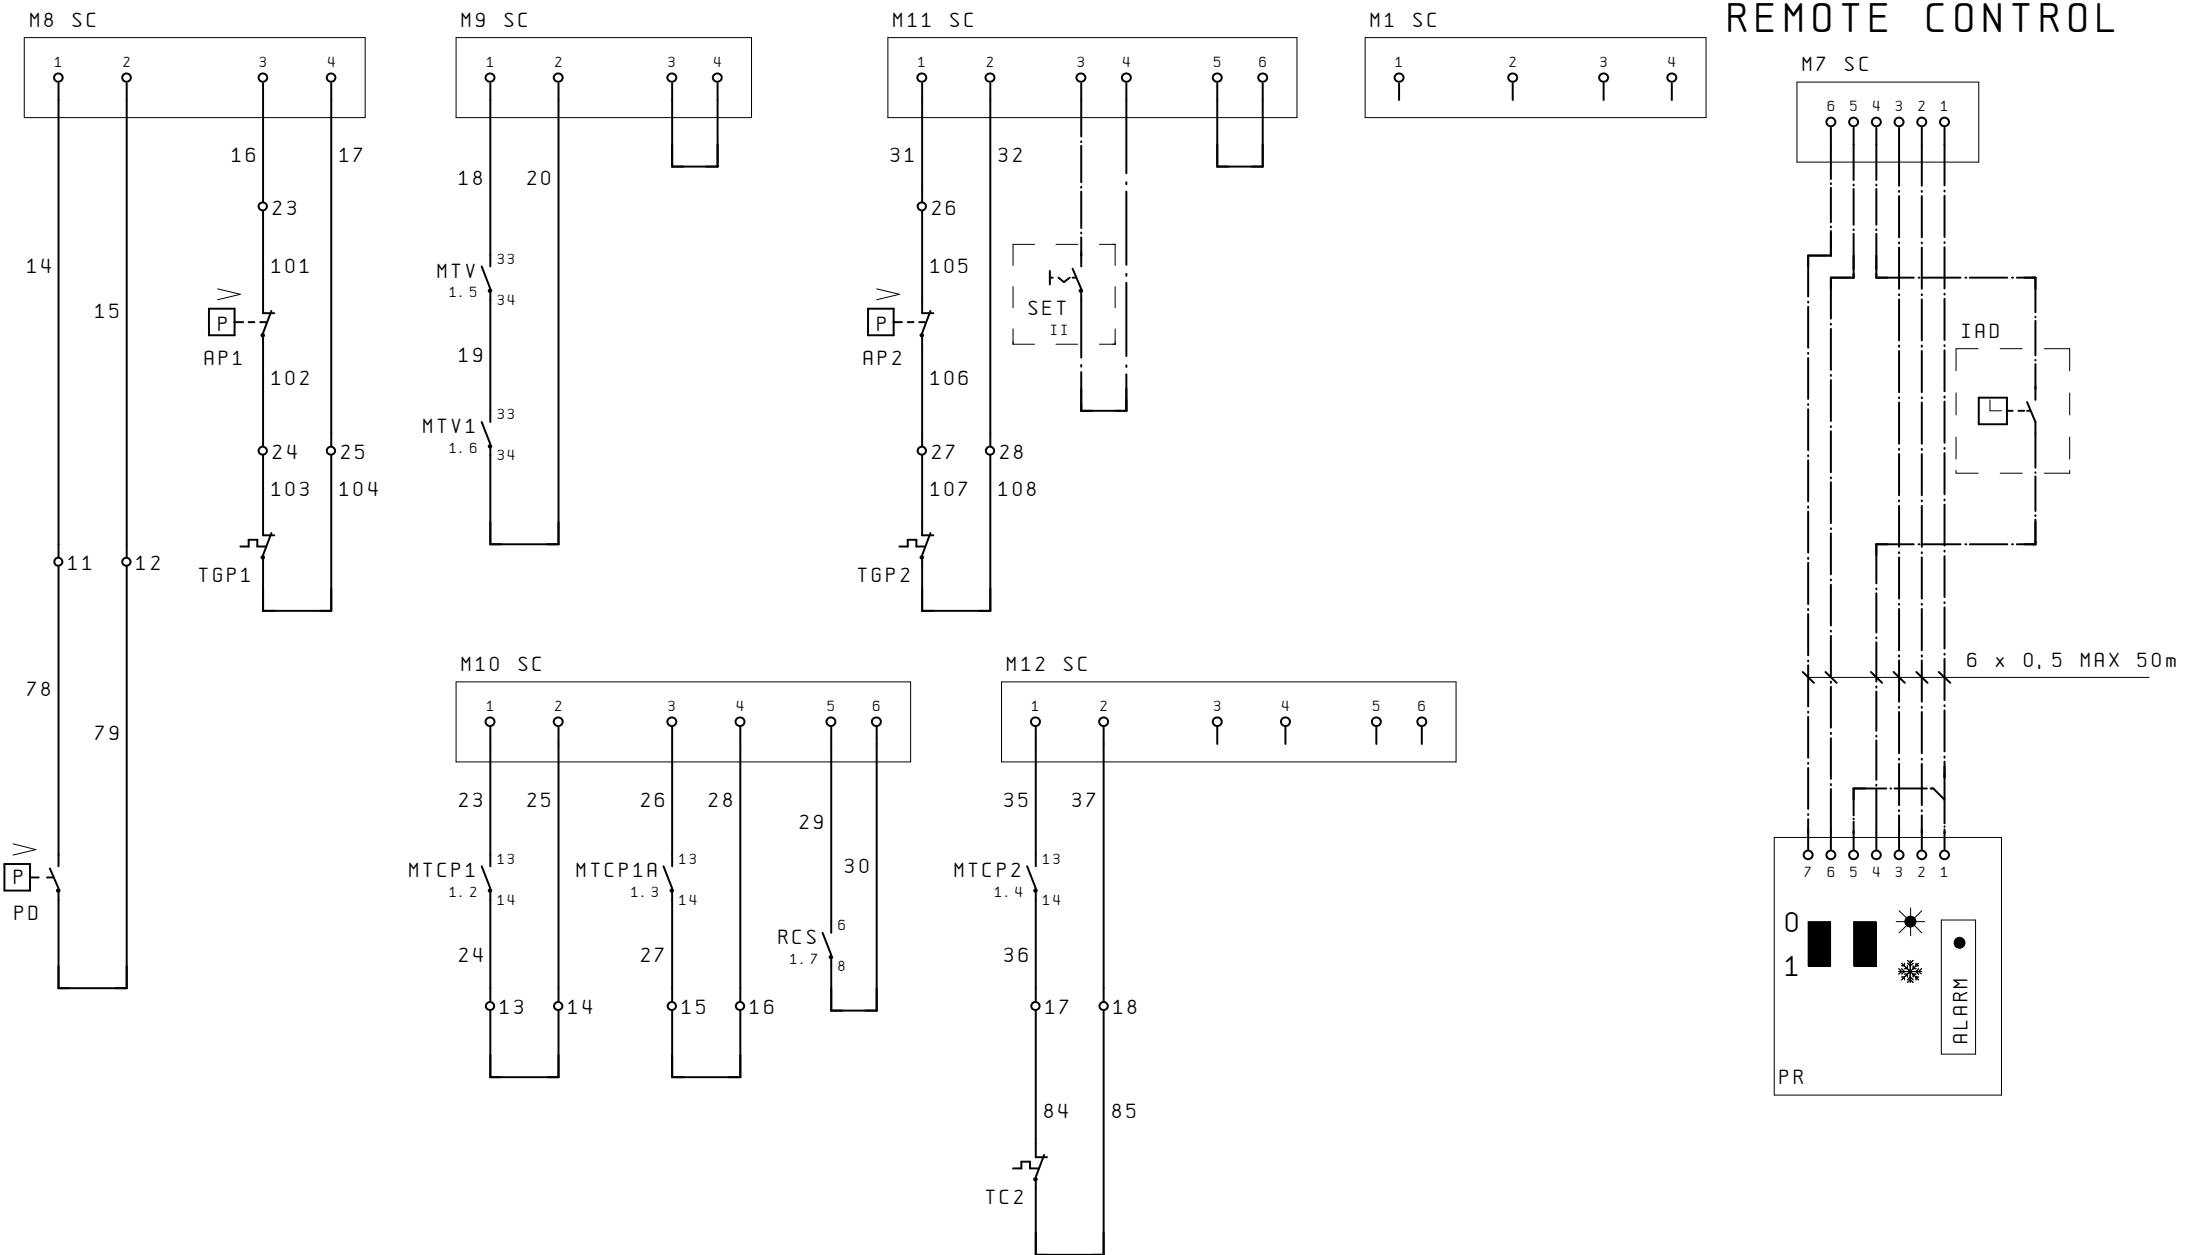 REMOTE CONTROL
M8 SC
1 2 3 4
14
15
16 17
23
101
P
AP1
102
24 25
103 104
TGP1
11 12
78
79
P
PD
M9 SC
1 2 3 4
18 20
MTV 33
1.5 34
19
MTV1 33
1.6 34
M11 SC
1 2 3 4 5 6
31 32
26
105
P
AP2
106
27 28
107 108
TGP2
SET
II
M1 SC
1 2 3 4
M7 SC
6 5 4 3 2 1
IAD
6 x 0,5 MAX 50m
7 6 5 4 3 2 1
0
1
ALARM
PR
M10 SC
1 2 3 4 5 6
23 25 26 28
29
30
MTCP1 13
1.2 14
MTCP1A 13
1.3 14
RCS 6
1.7 8
24 27
13 14 15 16
M12 SC
1 2 3 4 5 6
35 37
MTCP2 13
1.4 14
36
17 18
84 85
TC2